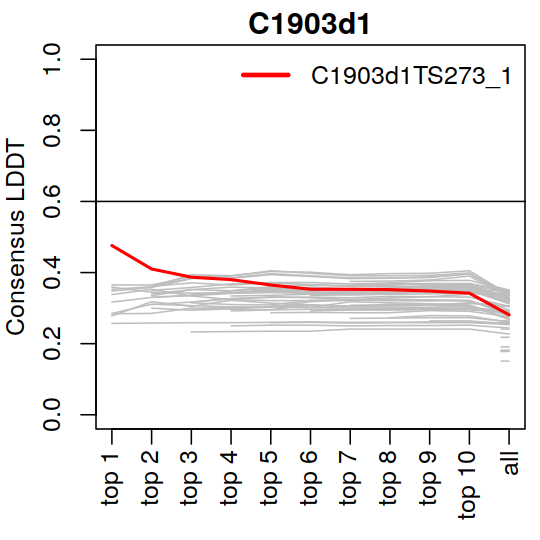 C1903d1
C1903d1TS273_1
Consensus LDDT
1.0
0.8
0.6
0.4
0.2
0.0
top 1
top 2
top 3
top 4
top 5
top 6
top 7
top 8
top 9
top 10
all